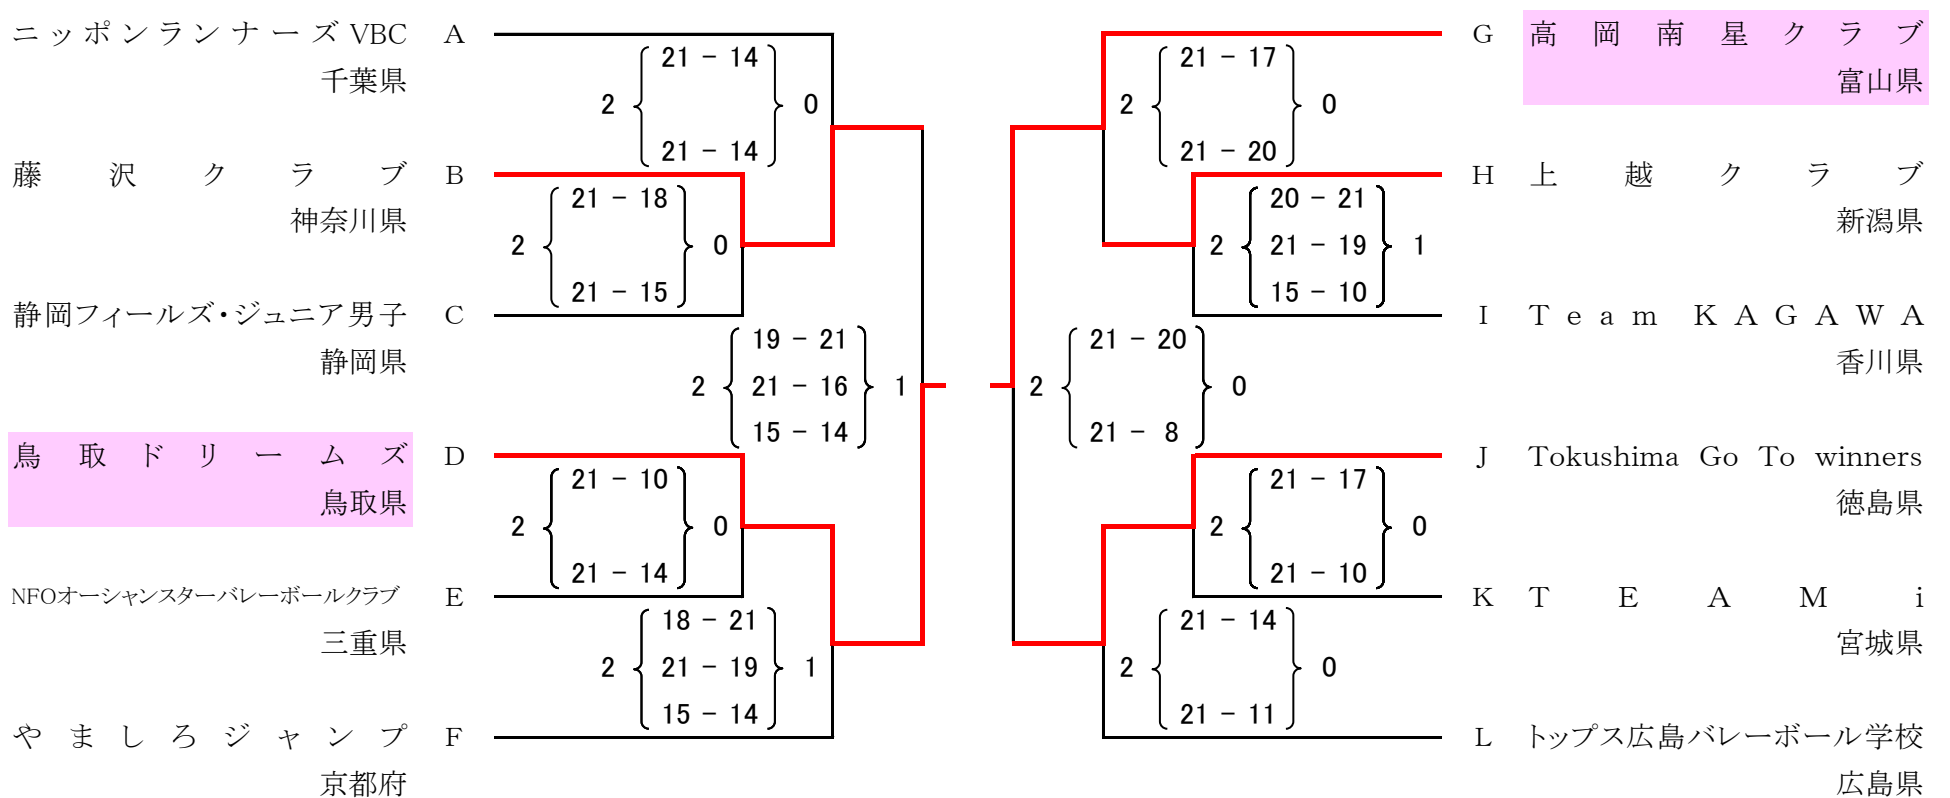 ニッポンランナーズVBC A
千葉県
21 - 14
2 0
21 - 14
藤沢クラブ B
神奈川県
21 - 18
2 0
21 - 15
静岡フィールズ・ジュニア男子 C
静岡県
19 - 21
2 21 - 16 1
15 - 14
鳥取ドリームズ D
鳥取県
21 - 10
2 0
21 - 14
NFOオーシャンスターバレーボールクラブ E
三重県
18 - 21
2 21 - 19 1
15 - 14
やましろジャンプ F
京都府
G 高岡南星クラブ
富山県
21 - 17
2 0
21 - 20
H 上越クラブ
新潟県
20 - 21
2 21 - 19 1
15 - 10
I Team KAGAWA
香川県
21 - 20
2 0
21 - 8
J Tokushima Go To winners
徳島県
21 - 17
2 0
21 - 10
K TEAM i
宮城県
21 - 14
2 0
21 - 11
L トップス広島バレーボール学校
広島県